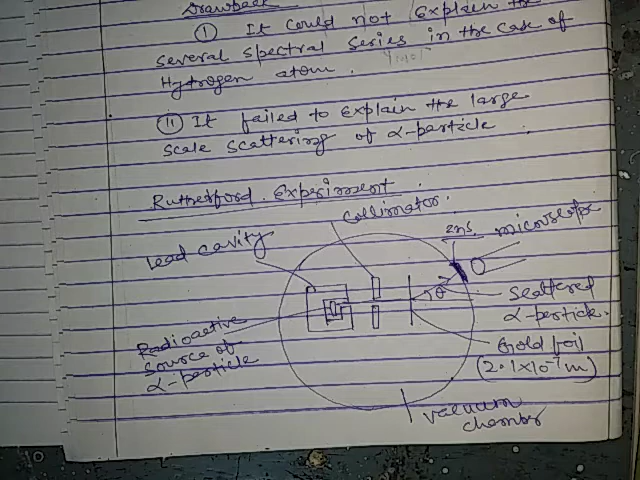 Drawback
① It could not explain the
several spectral series in the case of
Hydrogen atom.
⑪ It failed to explain the large
scale scattering of α-particle.
Rutherford Experiment.
Collimator.
Lead cavity
ZnS.
microscope
θ
Scattered
α-particle.
Radioactive
source of
α-particle
Gold foil
(2.1×10⁻⁷m)
vacuum
chamber